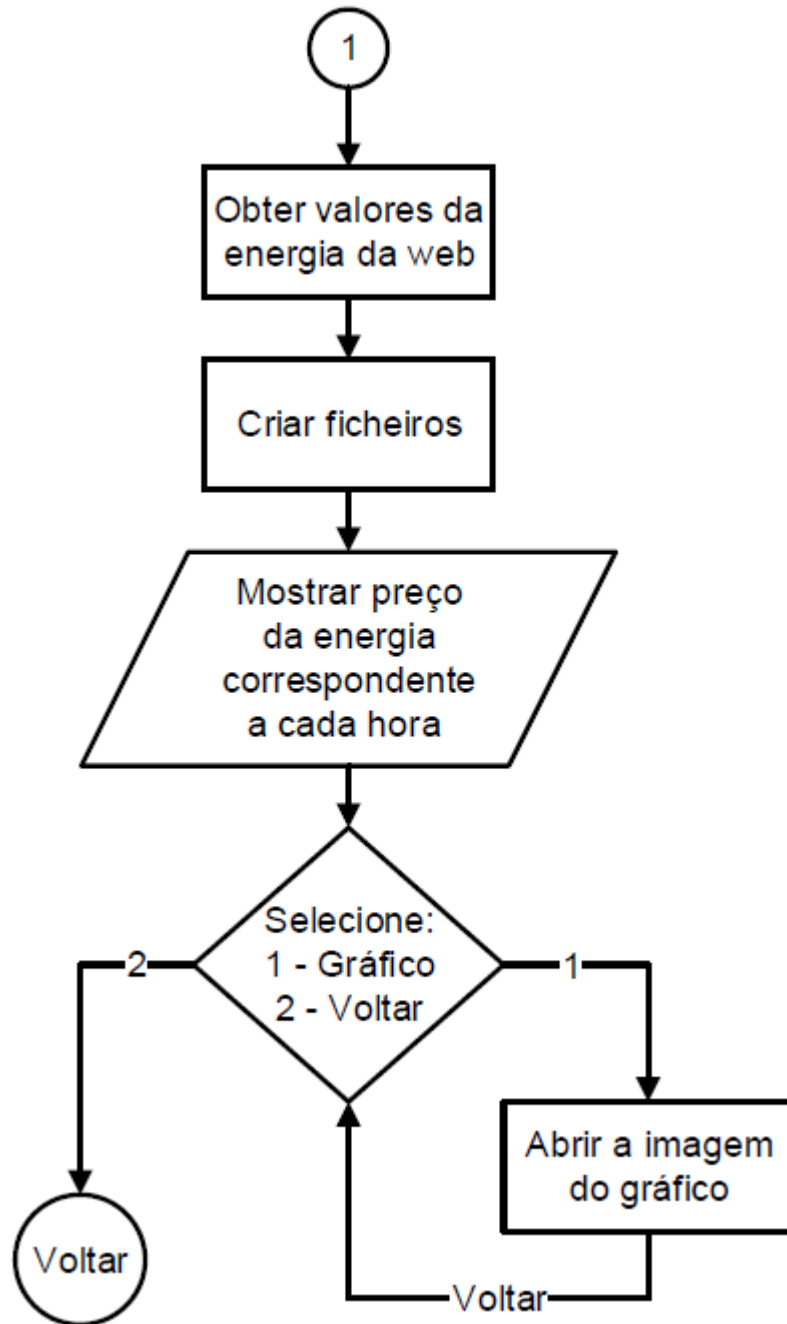 1
Obter valores da
energia da web
Criar ficheiros
Mostrar preço
da energia
correspondente
a cada hora
Selecione:
1 - Gráfico
2 - Voltar
2
1
Abrir a imagem
do gráfico
Voltar
Voltar